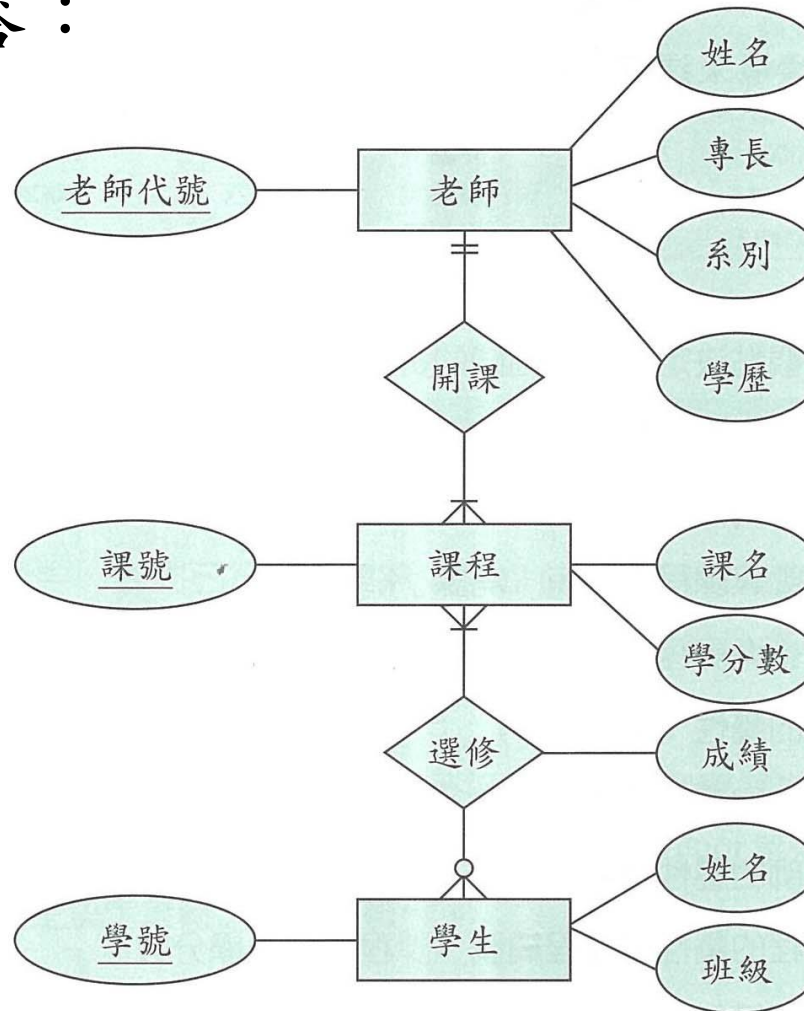 答：
姓名
專長
老師代號
老師
系別
學歷
開課
課號
課程
課名
學分數
選修
成績
姓名
學號
學生
班級